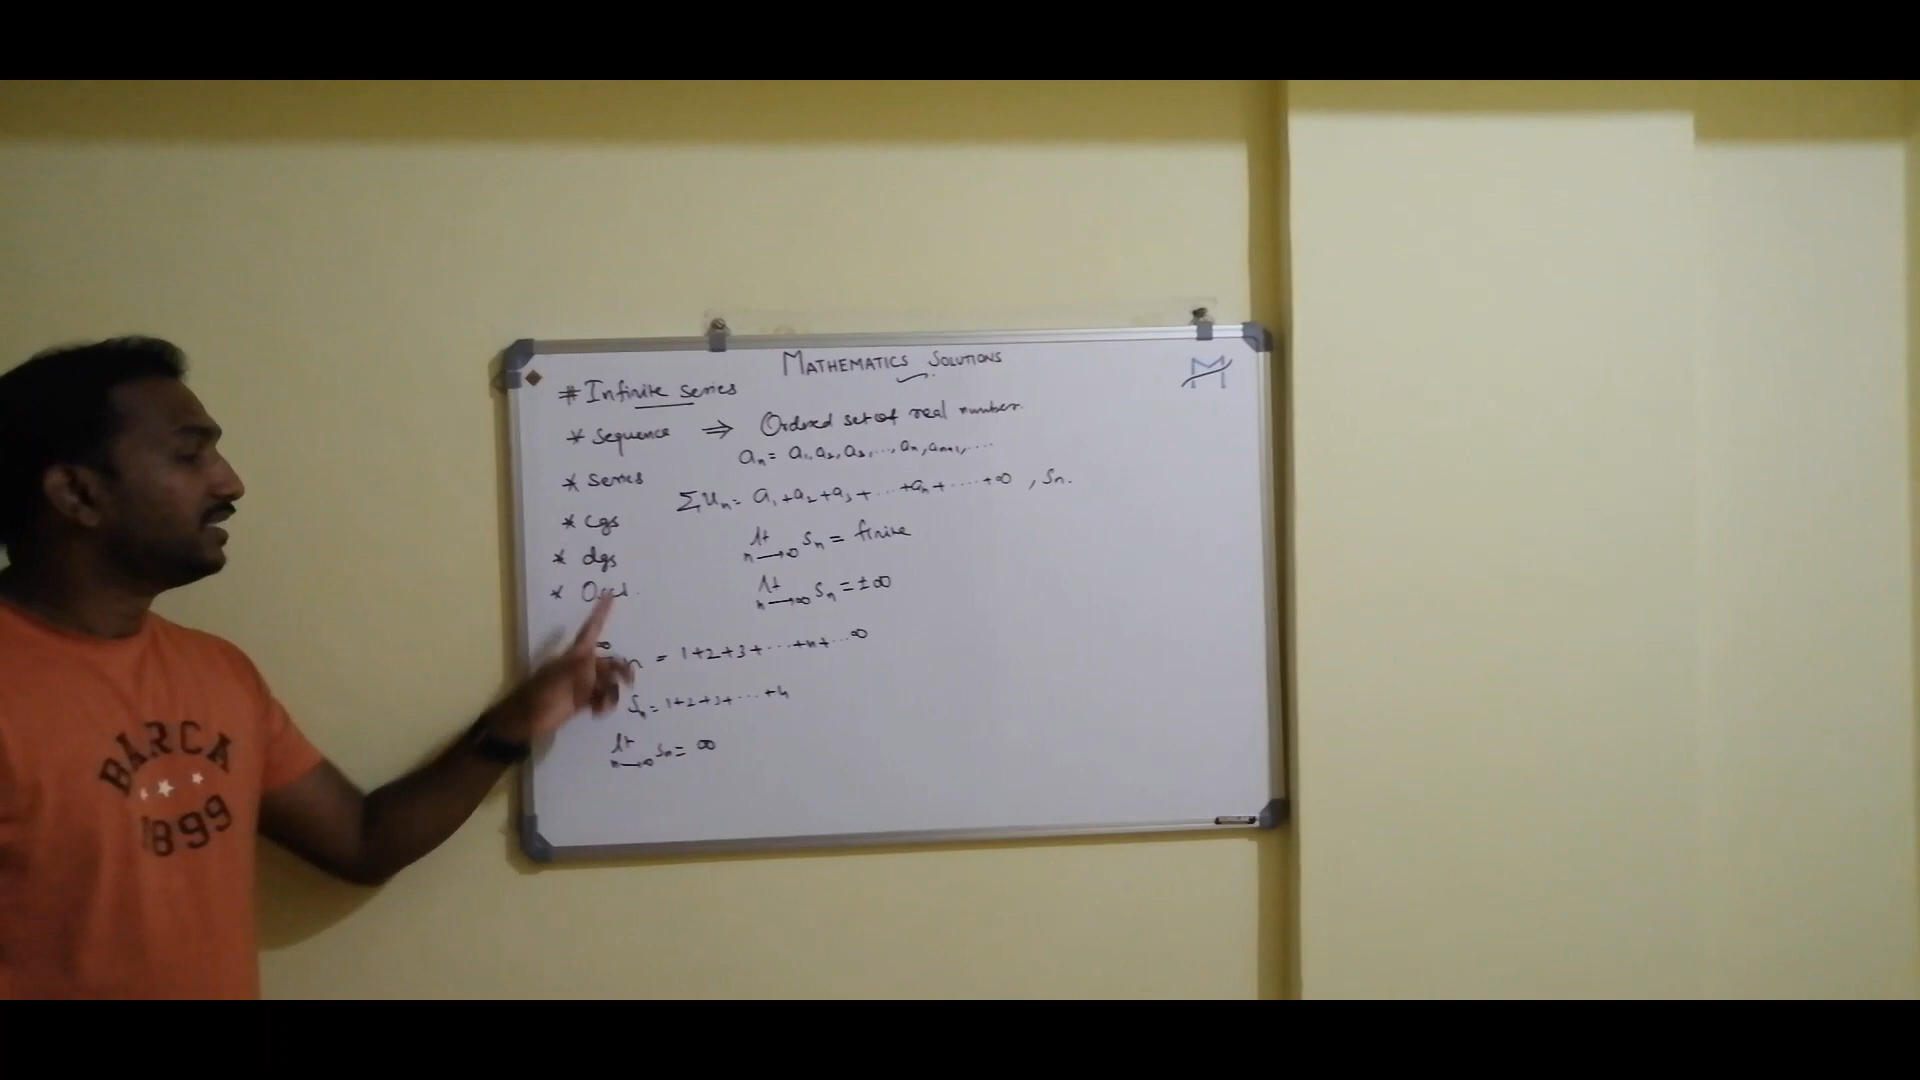 MATHEMATICS SOLUTIONS
M
# Infinite series
* Sequence ⇒ Ordered set of real number.
aₙ = a₁, a₂, a₃, ..., aₙ, aₙ₊₁, ....
* Series ∑uₙ = a₁+a₂+a₃+...+aₙ+....+∞, Sₙ.
* Cgs lt n→∞ Sₙ = finite
* dgs lt n→∞ Sₙ = ±∞
*
∞
n = 1+2+3+...+n+...∞
Sₙ = 1+2+3+...+n
lt n→∞ Sₙ = ∞
BARCA
1899